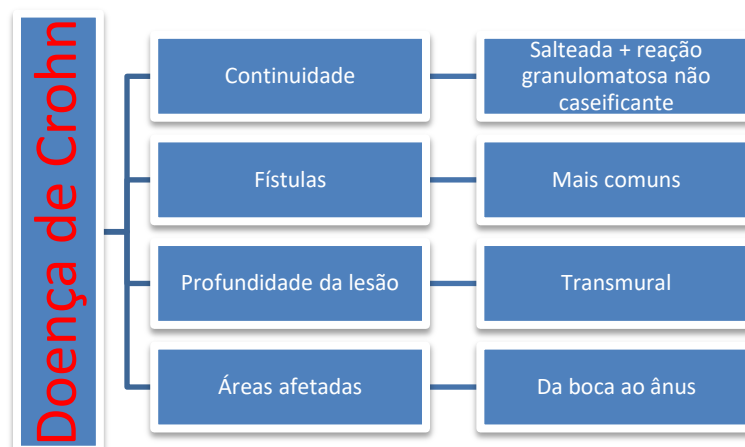 Doença de Crohn
Continuidade
Salteada + reação
granulomatosa não
caseificante
Fístulas
Mais comuns
Profundidade da lesão
Transmural
Áreas afetadas
Da boca ao ânus